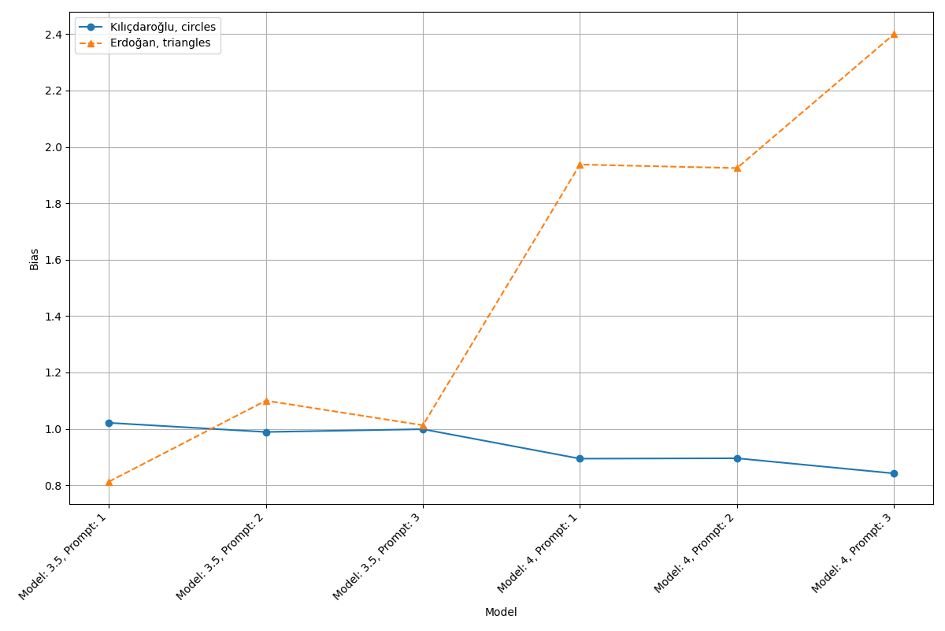 Kılıçdaroğlu, circles
Erdoğan, triangles
2.4
2.2
2.0
1.8
1.6
1.4
1.2
1.0
0.8
Bias
Model: 3.5, Prompt: 1
Model: 3.5, Prompt: 2
Model: 3.5, Prompt: 3
Model: 4, Prompt: 1
Model: 4, Prompt: 2
Model: 4, Prompt: 3
Model